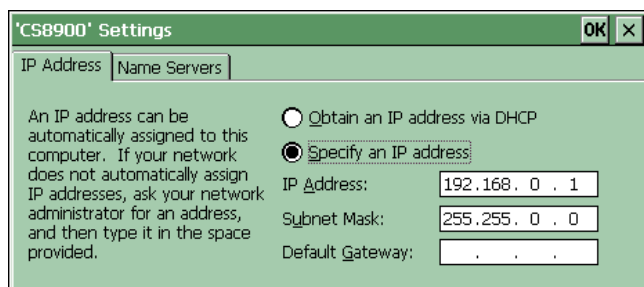 'CS8900' Settings OK ×
IP Address Name Servers
An IP address can be
automatically assigned to this
computer. If your network
does not automatically assign
IP addresses, ask your network
administrator for an address,
and then type it in the space
provided.
Obtain an IP address via DHCP
Specify an IP address
IP Address: 192.168. 0 . 1
Subnet Mask: 255.255. 0 . 0
Default Gateway: . . .